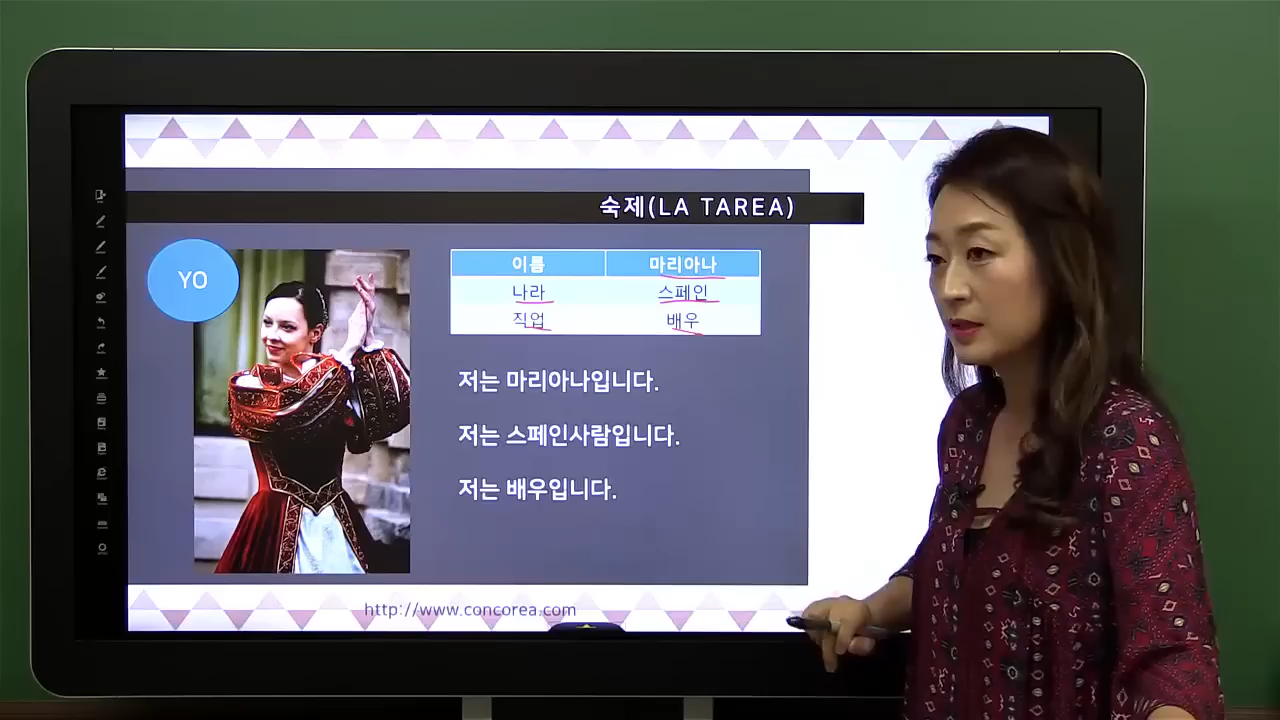 숙제(LA TAREA)
YO
이름 마리아나
나라 스페인
직업 배우
저는 마리아나입니다.
저는 스페인사람입니다.
저는 배우입니다.
http://www.concorea.com